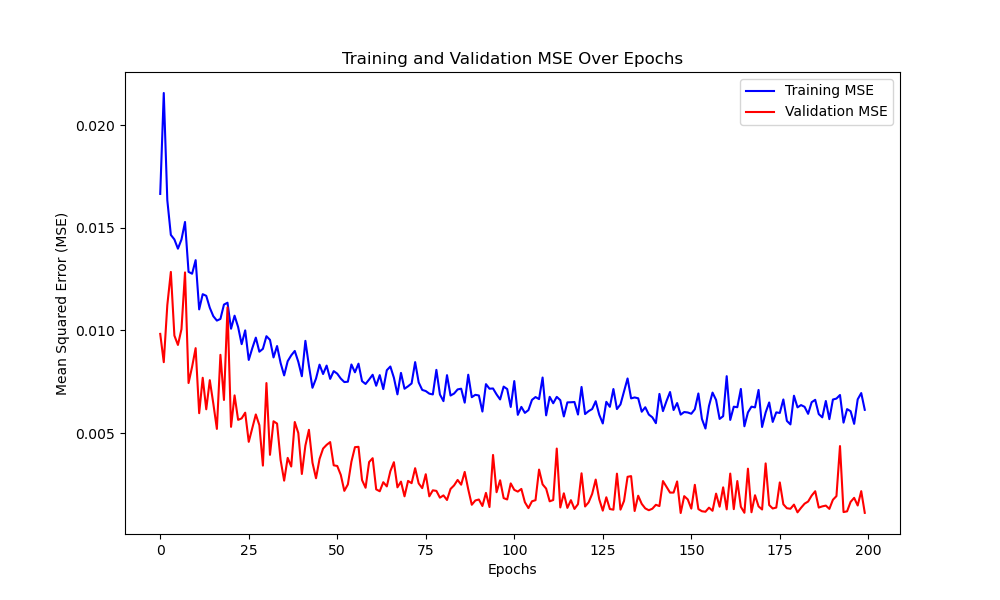 Training and Validation MSE Over Epochs
Training MSE
Validation MSE
Mean Squared Error (MSE)
0.020
0.015
0.010
0.005
0 25 50 75 100 125 150 175 200
Epochs